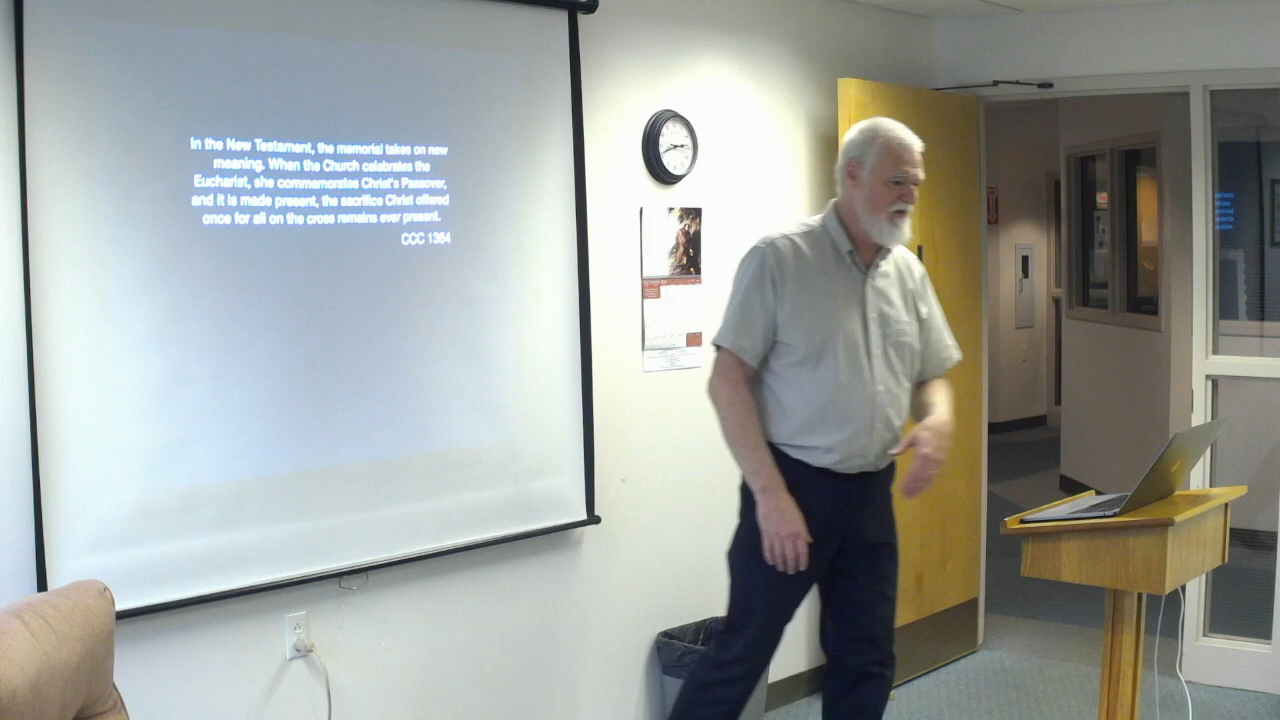 In the New Testament, the memorial takes on new
meaning. When the Church celebrates the
Eucharist, she commemorates Christ's Passover,
and it is made present, the sacrifice Christ offered
once for all on the cross remains ever present.
CCC 1364